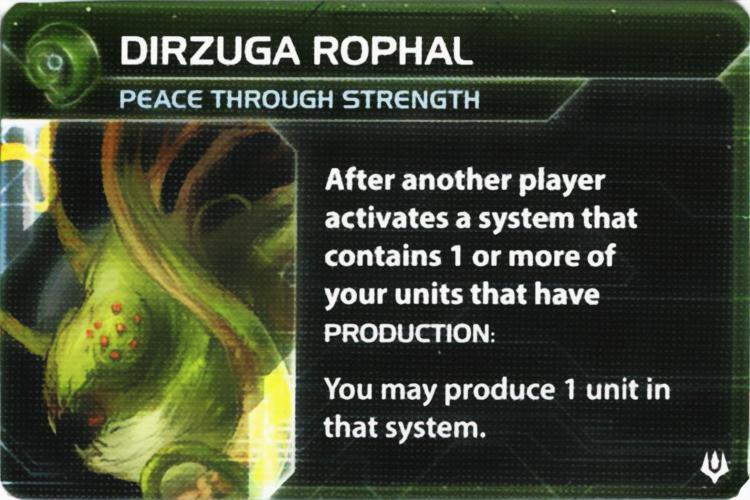 DIRZUGA ROPHAL
PEACE THROUGH STRENGTH
After another player
activates a system that
contains 1 or more of
your units that have
PRODUCTION:
You may produce 1 unit in
that system.